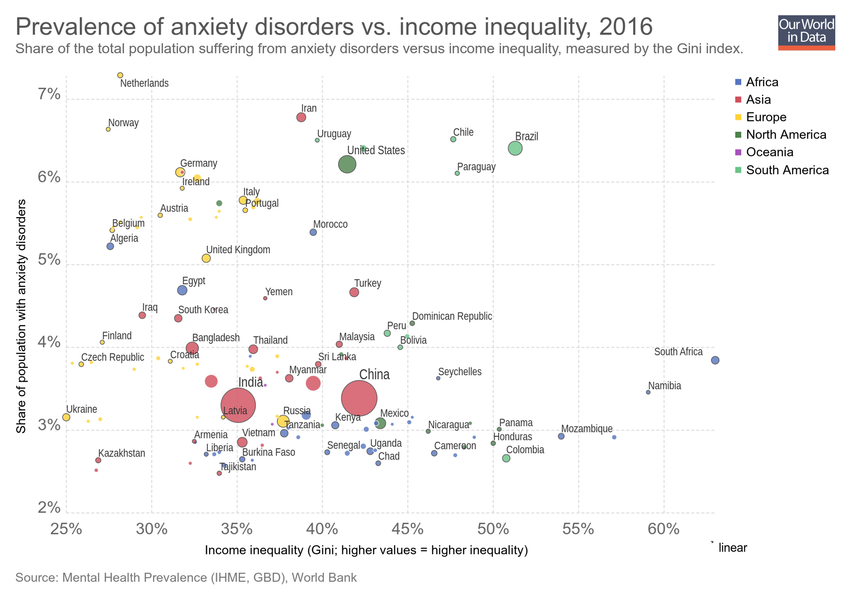 Prevalence of anxiety disorders vs. income inequality, 2016
Our World
in Data
Share of the total population suffering from anxiety disorders versus income inequality, measured by the Gini index.
Africa
Asia
Europe
North America
Oceania
South America
Share of population with anxiety disorders
7%
6%
5%
4%
3%
2%
Netherlands
Norway
Iran
Uruguay
Chile
Brazil
United States
Germany
Paraguay
Ireland
Italy
Portugal
Austria
Belgium
Morocco
Algeria
United Kingdom
Egypt
Turkey
Yemen
Iraq
South Korea
Dominican Republic
Peru
Finland
Bangladesh
Thailand
Malaysia
Bolivia
Czech Republic
Croatia
Sri Lanka
South Africa
Myanmar
Seychelles
India
China
Namibia
Ukraine
Latvia
Russia
Mexico
Tanzania
Kenya
Nicaragua
Panama
Armenia
Vietnam
Honduras
Mozambique
Liberia
Burkina Faso
Senegal
Uganda
Cameroon
Colombia
Kazakhstan
Tajikistan
Chad
25%
30%
35%
40%
45%
50%
55%
60%
Income inequality (Gini; higher values = higher inequality)
linear
Source: Mental Health Prevalence (IHME, GBD), World Bank